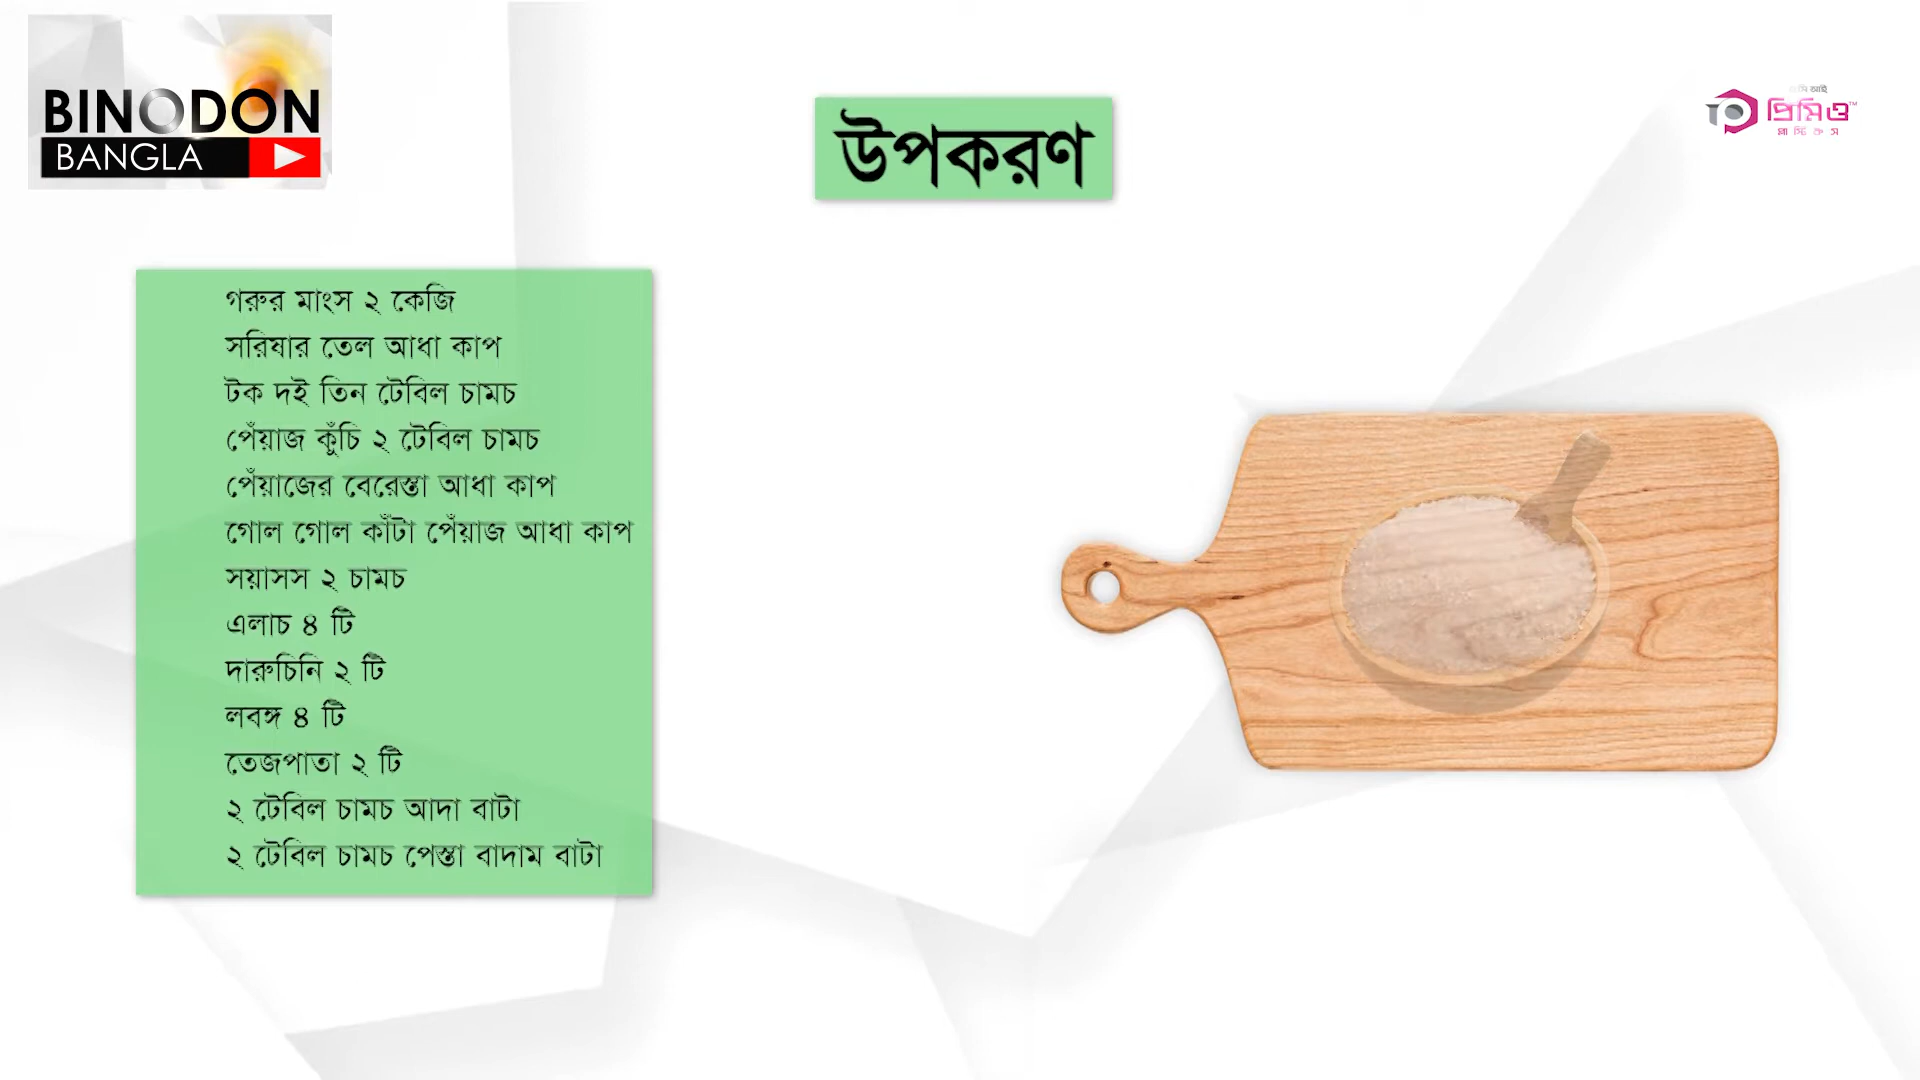 BINODON
BANGLA
উপকরণ
প্রিমিও
প্লাস্টিকস
গরুর মাংস ২ কেজি
সরিষার তেল আধা কাপ
টক দই তিন টেবিল চামচ
পেঁয়াজ কুঁচি ২ টেবিল চামচ
পেঁয়াজের বেরেস্তা আধা কাপ
গোল গোল কাঁটা পেঁয়াজ আধা কাপ
সয়াসস ২ চামচ
এলাচ ৪ টি
দারুচিনি ২ টি
লবঙ্গ ৪ টি
তেজপাতা ২ টি
২ টেবিল চামচ আদা বাটা
২ টেবিল চামচ পেস্তা বাদাম বাটা